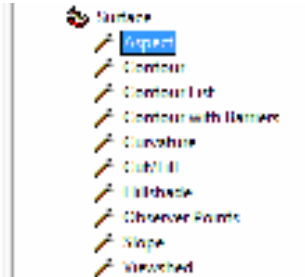 Surface
Aspect
Contour
Contour List
Contour with Barriers
Curvature
Cut/Fill
Hillshade
Observer Points
Slope
Viewshed